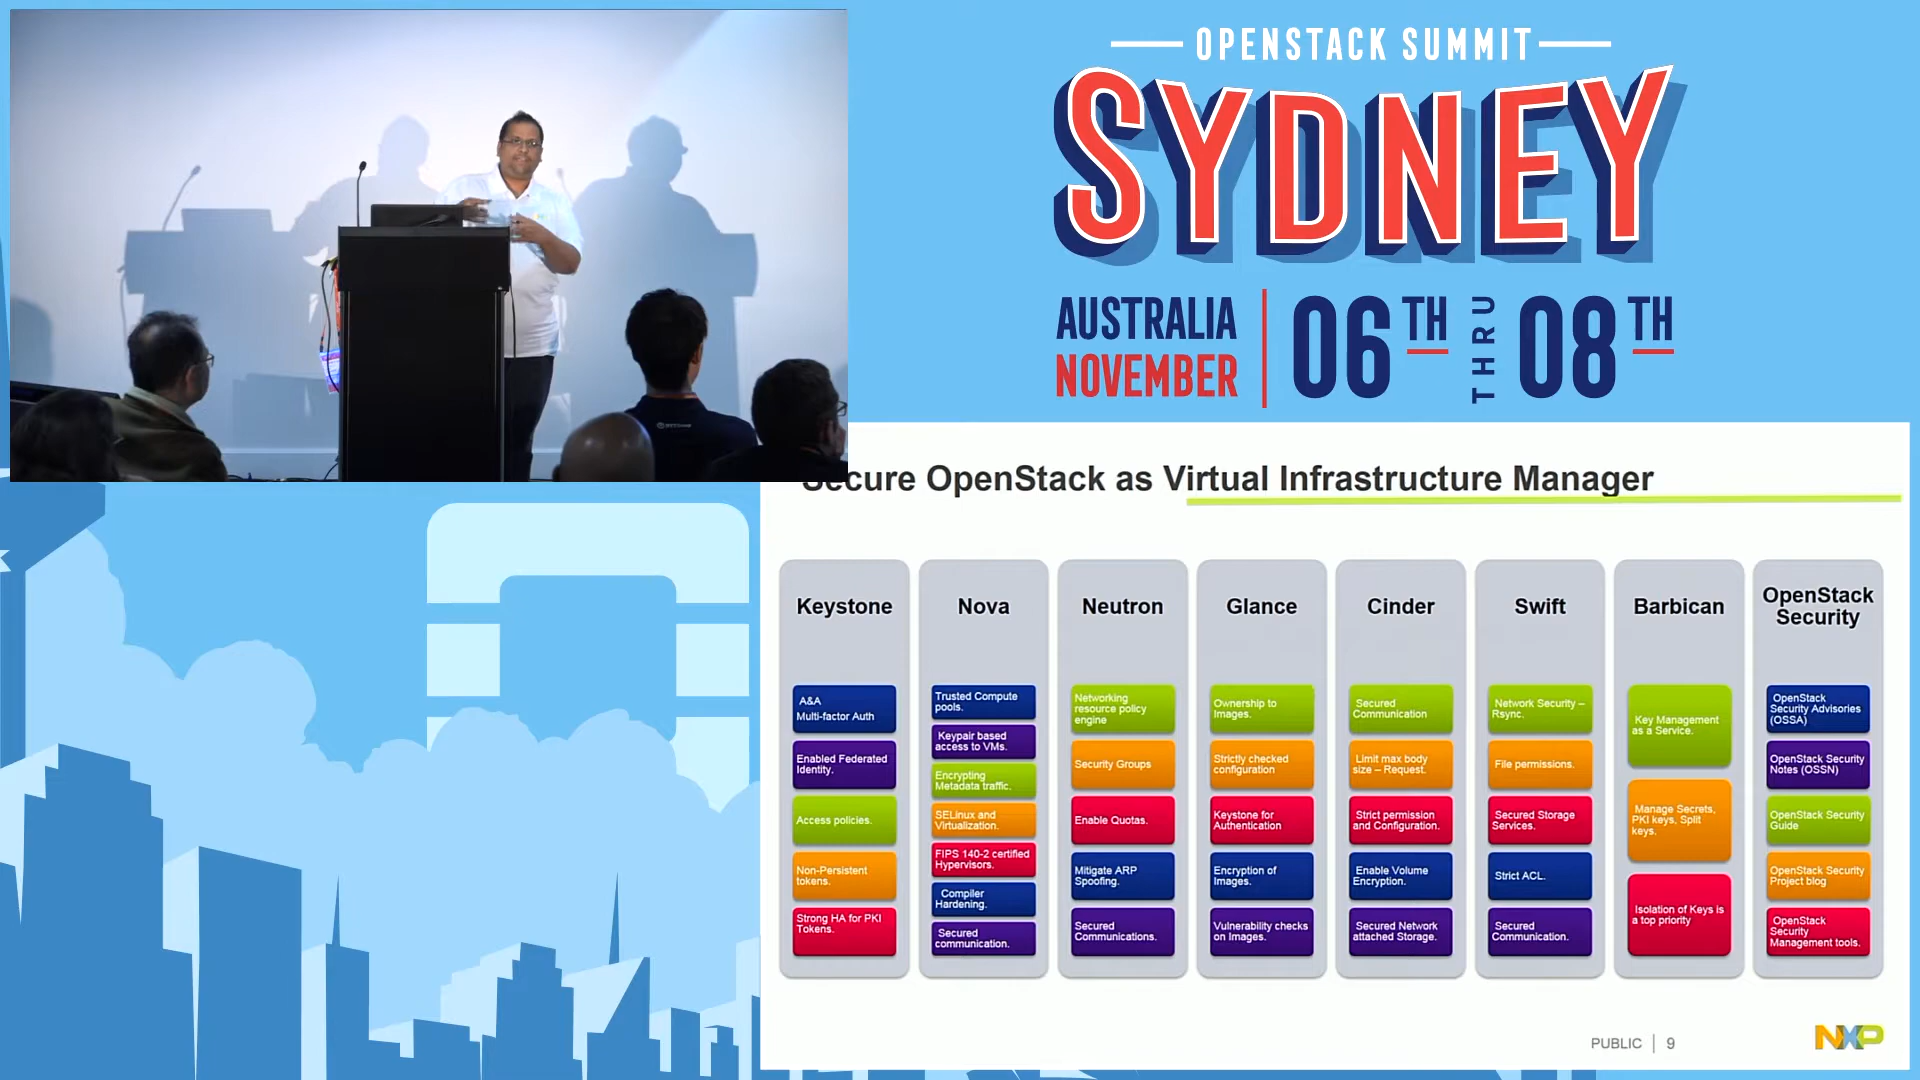 OPENSTACK SUMMIT
SYDNEY
AUSTRALIA
NOVEMBER
06TH THRU 08TH
Secure OpenStack as Virtual Infrastructure Manager
Keystone
A&A
Multi-factor Auth
Enabled Federated
Identity.
Access policies.
Non-Persistent
tokens.
Strong HA for PKI
Tokens.
Nova
Trusted Compute
pools.
Keypair based
access to VMs.
Encrypting
Metadata traffic.
SELinux and
Virtualization.
FIPS 140-2 certified
Hypervisors.
Compiler
Hardening.
Secured
communication.
Neutron
Networking
resource policy
engine
Security Groups
Enable Quotas.
Mitigate ARP
Spoofing.
Secured
Communications.
Glance
Ownership to
Images.
Strictly checked
configuration
Keystone for
Authentication
Encryption of
Images.
Vulnerability checks
on Images.
Cinder
Secured
Communication
Limit max body
size – Request.
Strict permission
and Configuration.
Enable Volume
Encryption.
Secured Network
attached Storage.
Swift
Network Security –
Rsync.
File permissions.
Secured Storage
Services.
Strict ACL.
Secured
Communication.
Barbican
Key Management
as a Service.
Manage Secrets,
PKI keys, Split
keys.
Isolation of Keys is
a top priority
OpenStack
Security
OpenStack
Security Advisories
(OSSA)
OpenStack Security
Notes (OSSN)
OpenStack Security
Guide
OpenStack Security
Project blog
OpenStack
Security
Management tools.
PUBLIC | 9
NXP